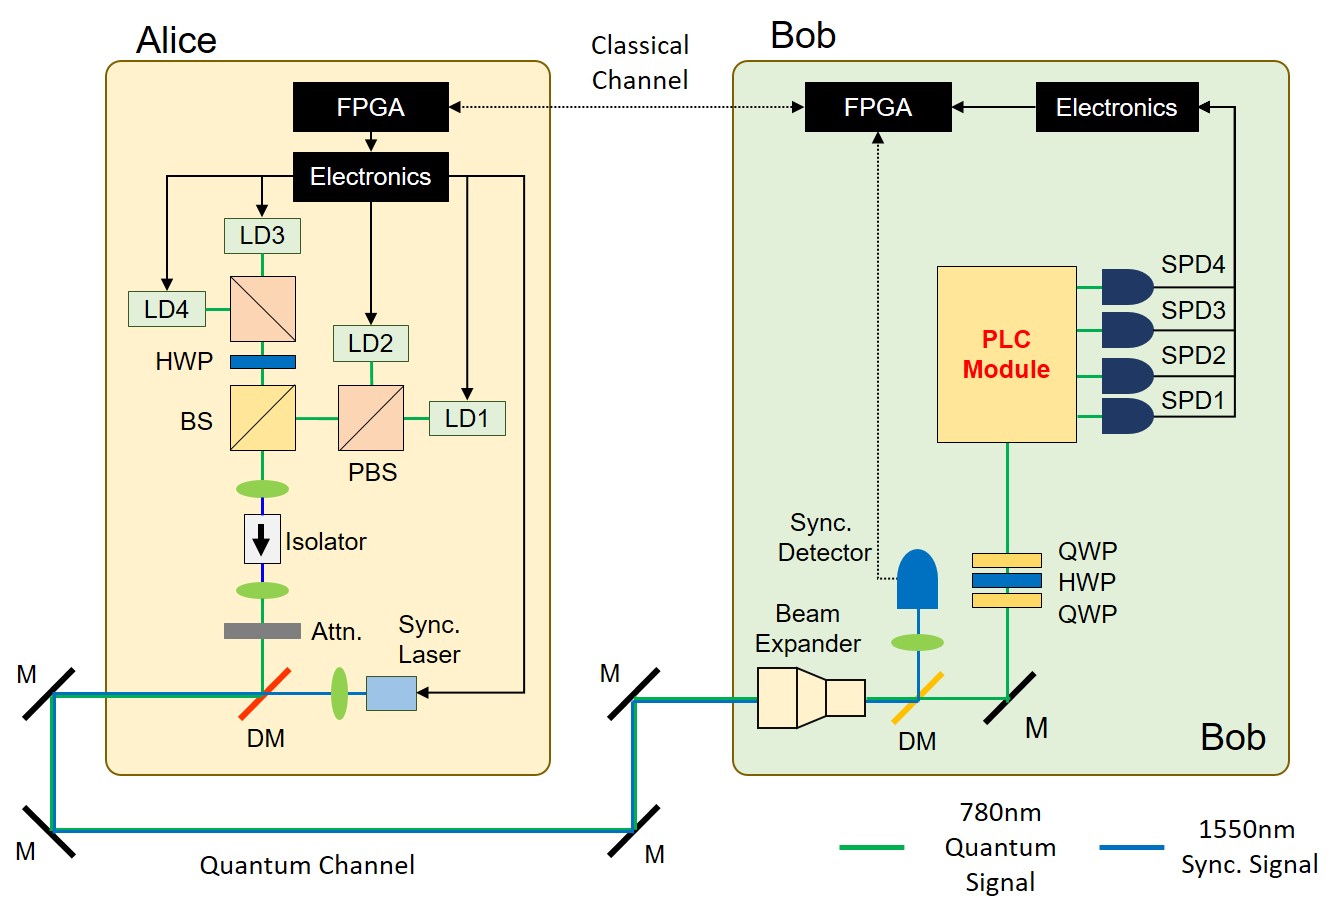 Alice
Classical
Channel
Bob
FPGA
FPGA
Electronics
Electronics
LD3
LD4
HWP
LD2
BS
LD1
PBS
Isolator
Attn.
Sync.
Laser
DM
M
M
Quantum Channel
M
M
PLC
Module
SPD4
SPD3
SPD2
SPD1
Sync.
Detector
QWP
HWP
QWP
Beam
Expander
DM
M
Bob
780nm
Quantum
Signal
1550nm
Sync. Signal